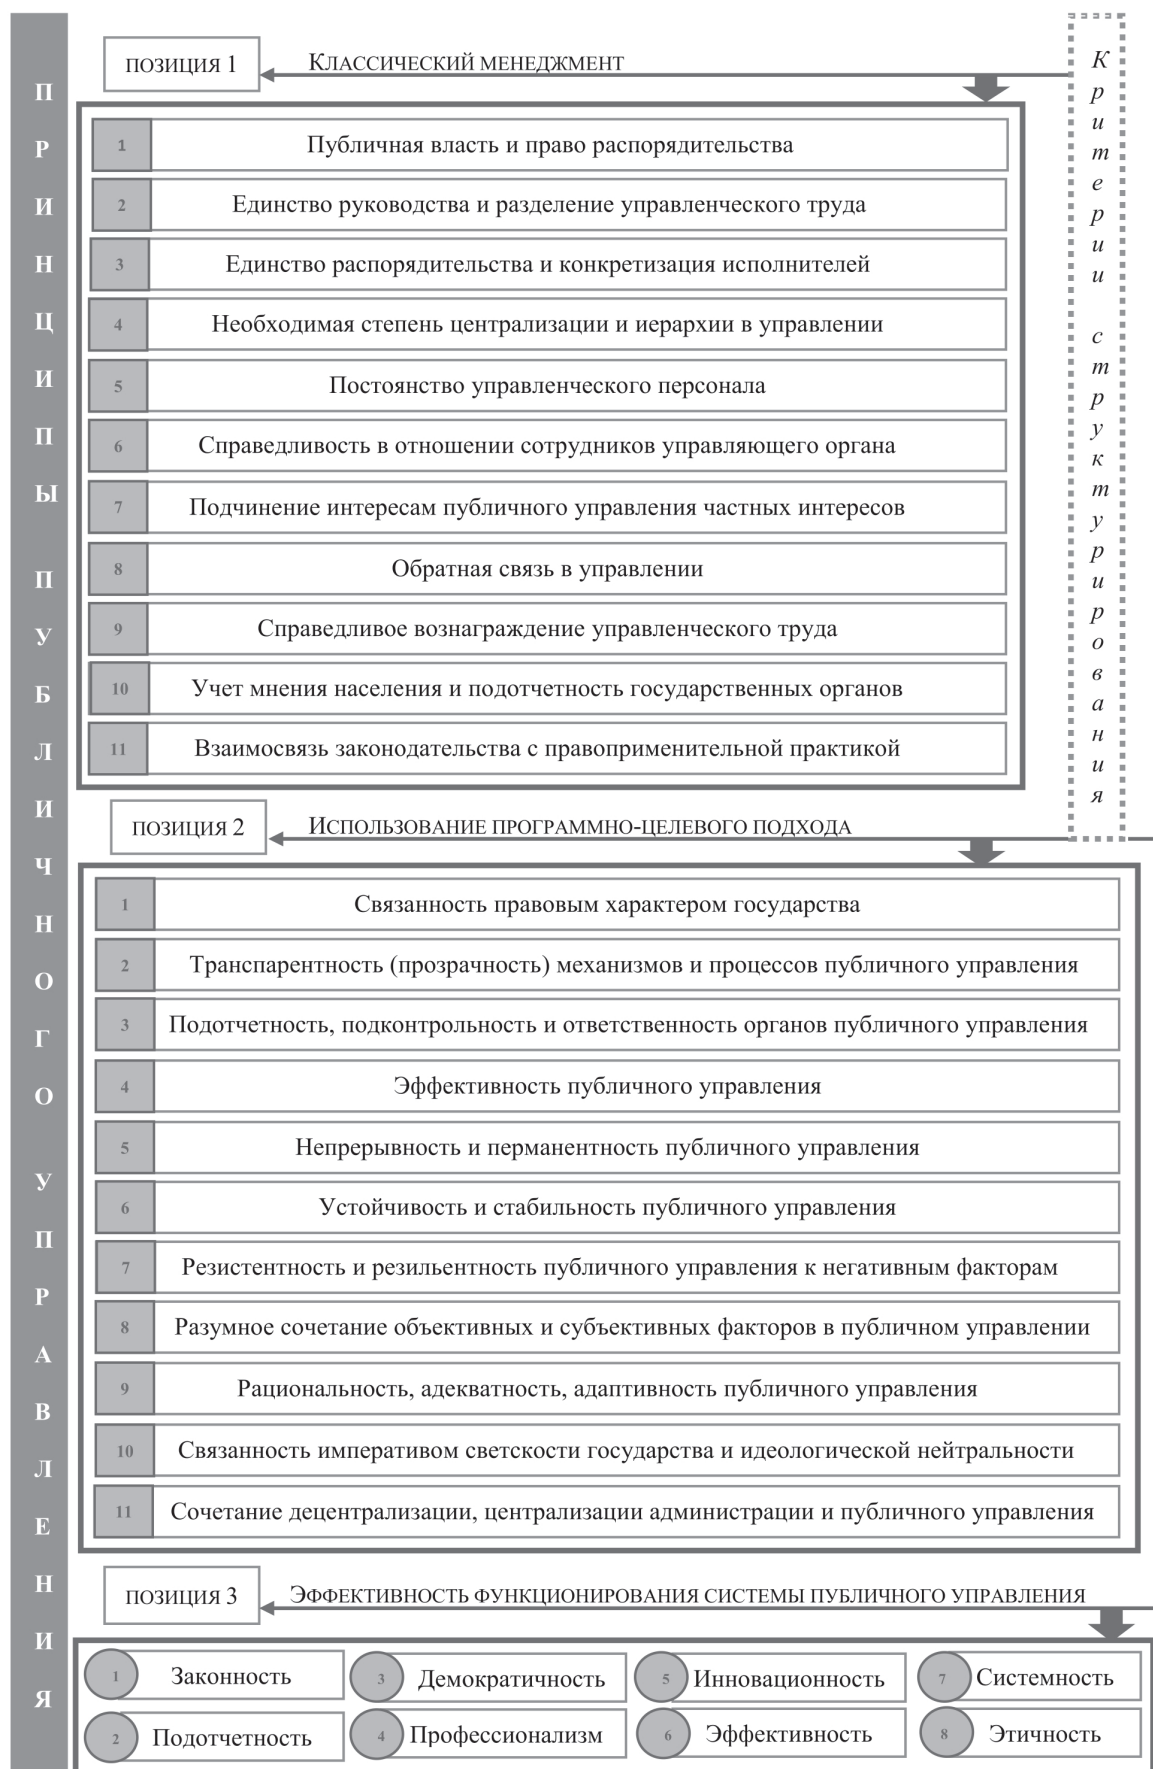 ПРИНЦИПЫ ПУБЛИЧНОГО УПРАВЛЕНИЯ
Критерии структурирования
ПОЗИЦИЯ 1
КЛАССИЧЕСКИЙ МЕНЕДЖМЕНТ
1 Публичная власть и право распорядительства
2 Единство руководства и разделение управленческого труда
3 Единство распорядительства и конкретизация исполнителей
4 Необходимая степень централизации и иерархии в управлении
5 Постоянство управленческого персонала
6 Справедливость в отношении сотрудников управляющего органа
7 Подчинение интересам публичного управления частных интересов
8 Обратная связь в управлении
9 Справедливое вознаграждение управленческого труда
10 Учет мнения населения и подотчетность государственных органов
11 Взаимосвязь законодательства с правоприменительной практикой
ПОЗИЦИЯ 2
ИСПОЛЬЗОВАНИЕ ПРОГРАММНО-ЦЕЛЕВОГО ПОДХОДА
1 Связанность правовым характером государства
2 Транспарентность (прозрачность) механизмов и процессов публичного управления
3 Подотчетность, подконтрольность и ответственность органов публичного управления
4 Эффективность публичного управления
5 Непрерывность и перманентность публичного управления
6 Устойчивость и стабильность публичного управления
7 Резистентность и резильентность публичного управления к негативным факторам
8 Разумное сочетание объективных и субъективных факторов в публичном управлении
9 Рациональность, адекватность, адаптивность публичного управления
10 Связанность императивом светскости государства и идеологической нейтральности
11 Сочетание децентрализации, централизации администрации и публичного управления
ПОЗИЦИЯ 3
ЭФФЕКТИВНОСТЬ ФУНКЦИОНИРОВАНИЯ СИСТЕМЫ ПУБЛИЧНОГО УПРАВЛЕНИЯ
1 Законность
2 Подотчетность
3 Демократичность
4 Профессионализм
5 Инновационность
6 Эффективность
7 Системность
8 Этичность